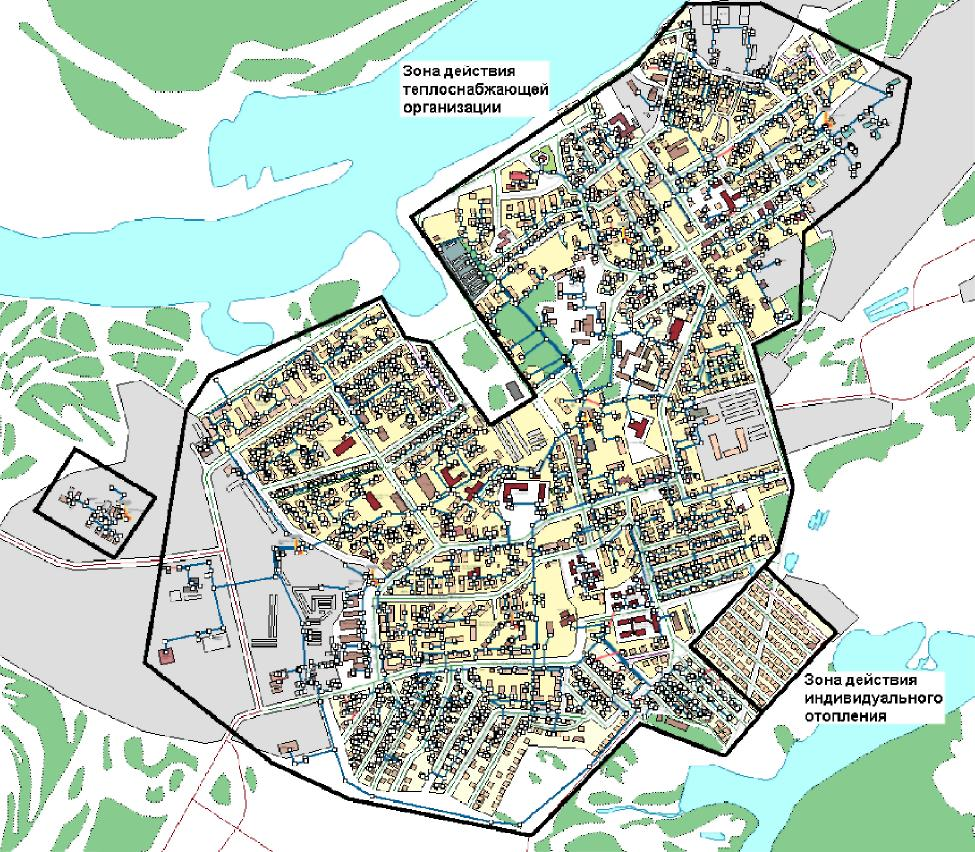 Зона действия
теплоснабжающей
организации
Зона действия
индивидуального
отопления